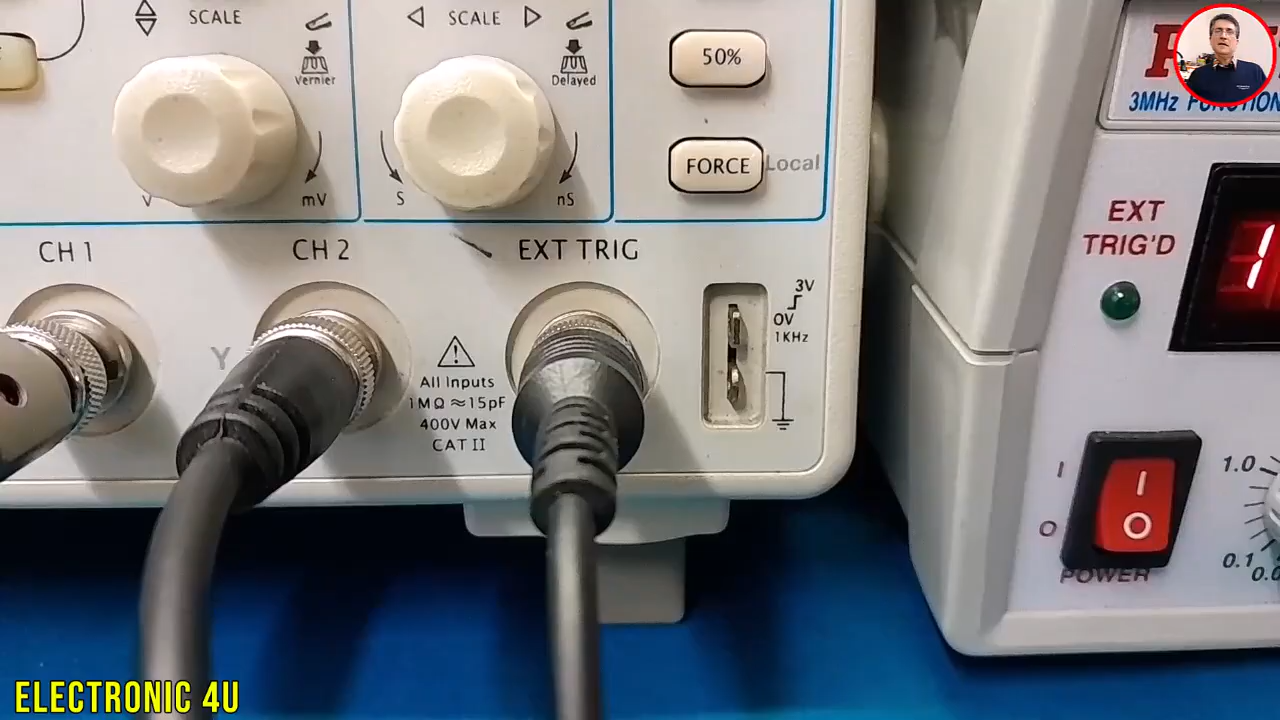 SCALE
Vernier
V
mV
SCALE
Delayed
S
nS
50%
FORCE
Local
CH 1
CH 2
EXT TRIG
Y
All Inputs
1MΩ ≈15pF
400V Max
CAT II
3V
0V
1KHz
3MHz
EXT
TRIG'D
1
I
O
I
O
POWER
1.0
0.1
ELECTRONIC 4U